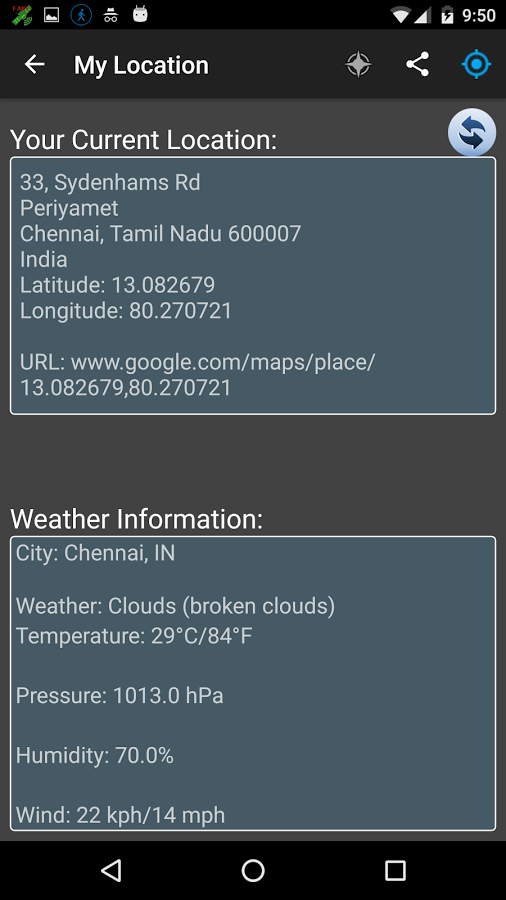 FAKE
9:50
My Location
Your Current Location:
33, Sydenhams Rd
Periyamet
Chennai, Tamil Nadu 600007
India
Latitude: 13.082679
Longitude: 80.270721
URL: www.google.com/maps/place/
13.082679,80.270721
Weather Information:
City: Chennai, IN
Weather: Clouds (broken clouds)
Temperature: 29°C/84°F
Pressure: 1013.0 hPa
Humidity: 70.0%
Wind: 22 kph/14 mph